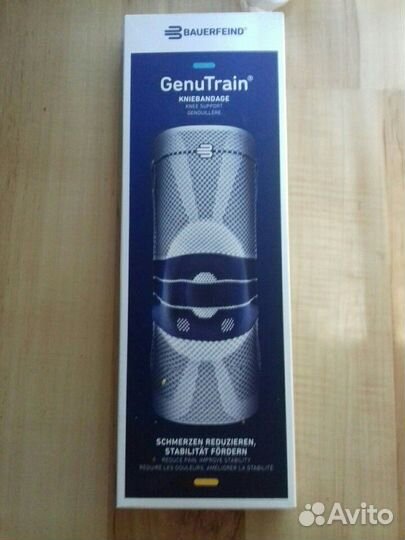 BAUERFEIND®
GenuTrain®
KNIEBANDAGE
KNEE SUPPORT
GENOUILLÈRE
SCHMERZEN REDUZIEREN,
STABILITÄT FÖRDERN
REDUCE PAIN, IMPROVE STABILITY
RÉDUIRE LES DOULEURS, AMÉLIORER LA STABILITÉ
Avito